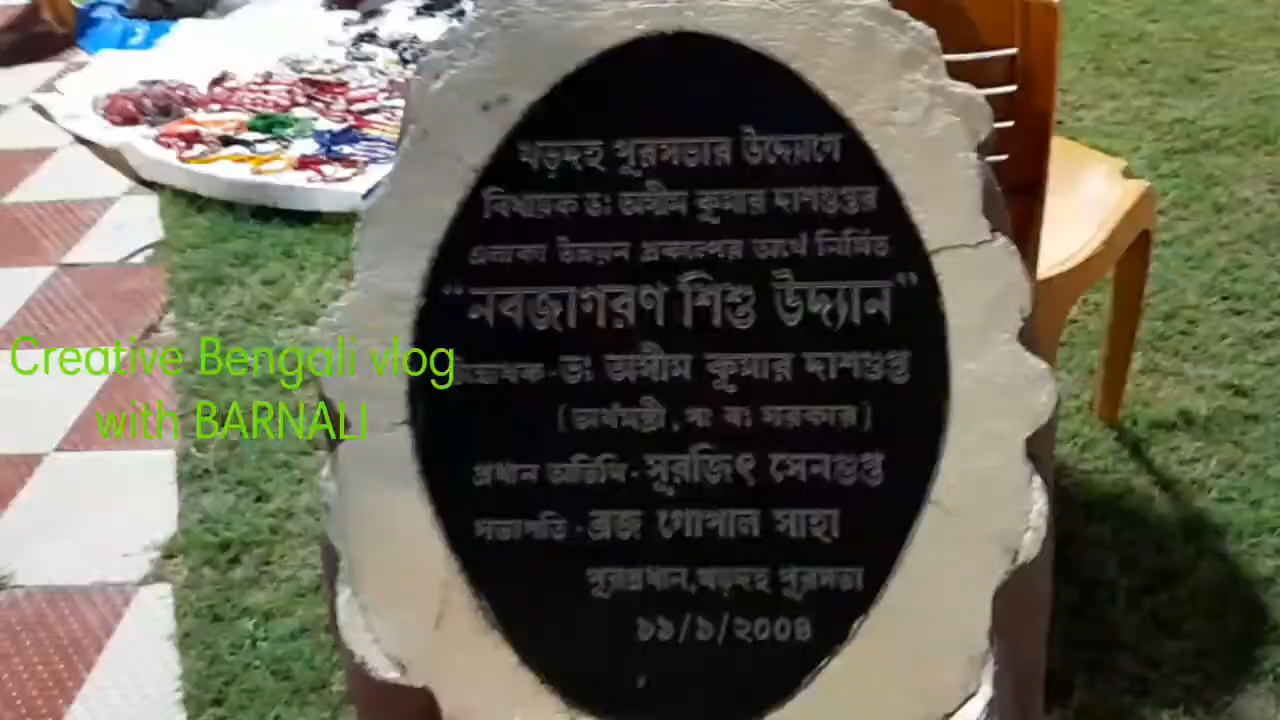 খড়দহ পুরসভার উদ্যোগে
বিধায়ক ডঃ অসীম কুমার দাশগুপ্তর
এলাকা উন্নয়ন প্রকল্পের অর্থে নির্মিত
"নবজাগরণ শিশু উদ্যান"
Creative Bengali vlog
with BARNALI
-ডঃ অসীম কুমার দাশগুপ্ত
(অর্থমন্ত্রী, পঃ বঃ সরকার)
প্রধান অতিথি - সুরজিৎ সেনগুপ্ত
সভাপতি - ব্রজ গোপাল সাহা
পুরপ্রধান, খড়দহ পুরসভা
১১/১/২০০৪